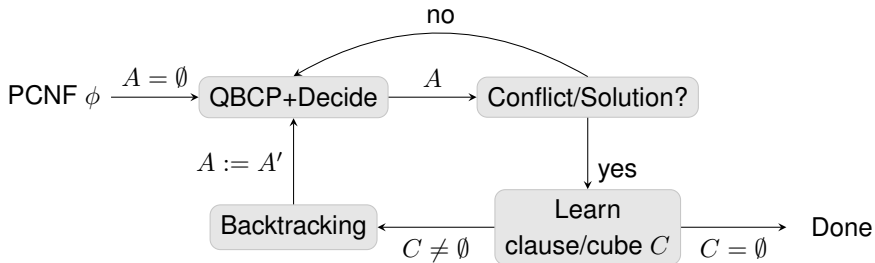 no
PCNF ϕ
A = ∅
QBCP+Decide
A
Conflict/Solution?
A := A′
yes
Backtracking
C ≠ ∅
Learn
clause/cube C
C = ∅
Done